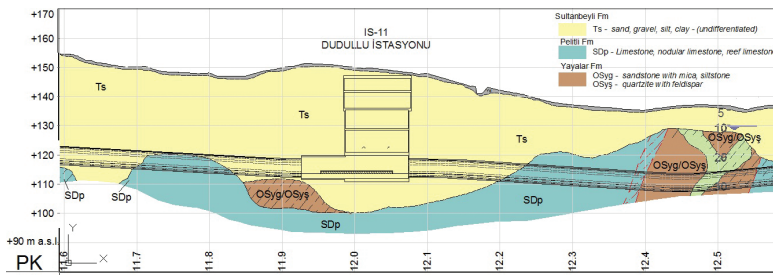 Sultanbeyli Fm
Ts - sand, gravel, silt, clay - (undifferentiated)
Pelitli Fm
SDp - Limestone, nodular limestone, reef limestone
Yayalar Fm
OSyg - sandstone with mica, siltstone
OSyş - quartzite with feldispar
IS-11
DUDULLU İSTASYONU
+160
+150
+140
+130
+120
+110
+100
+90 m a.s.l.
Ts
Ts
Ts
5
10
20
OSyg/OSyş
OSyg/OSyş
OSyg/OSyş
SDp
SDp
SDp
SDp
Y
X
PK
11.6
11.7
11.8
11.9
12.0
12.1
12.2
12.3
12.4
12.5